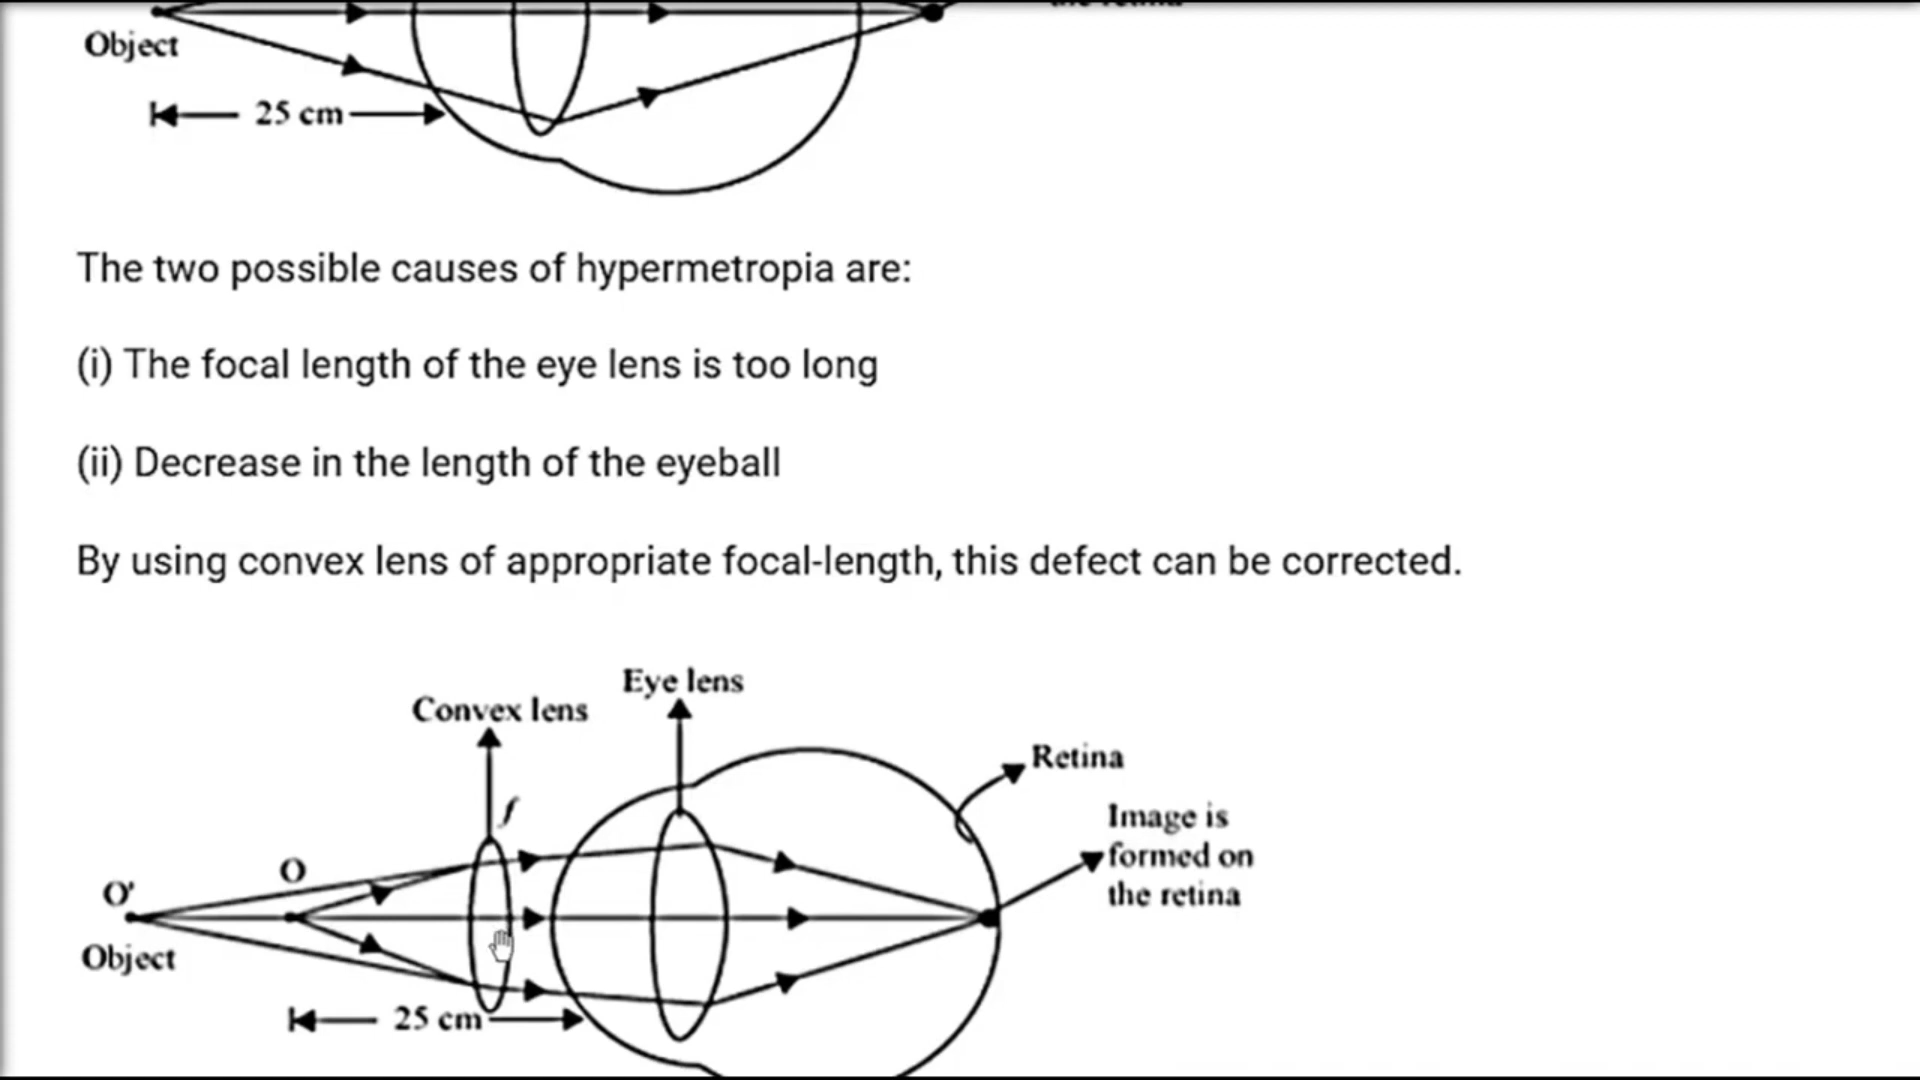 Object
25 cm
The two possible causes of hypermetropia are:
(i) The focal length of the eye lens is too long
(ii) Decrease in the length of the eyeball
By using convex lens of appropriate focal-length, this defect can be corrected.
Eye lens
Convex lens
Retina
f
Image is
formed on
the retina
O
O'
Object
25 cm